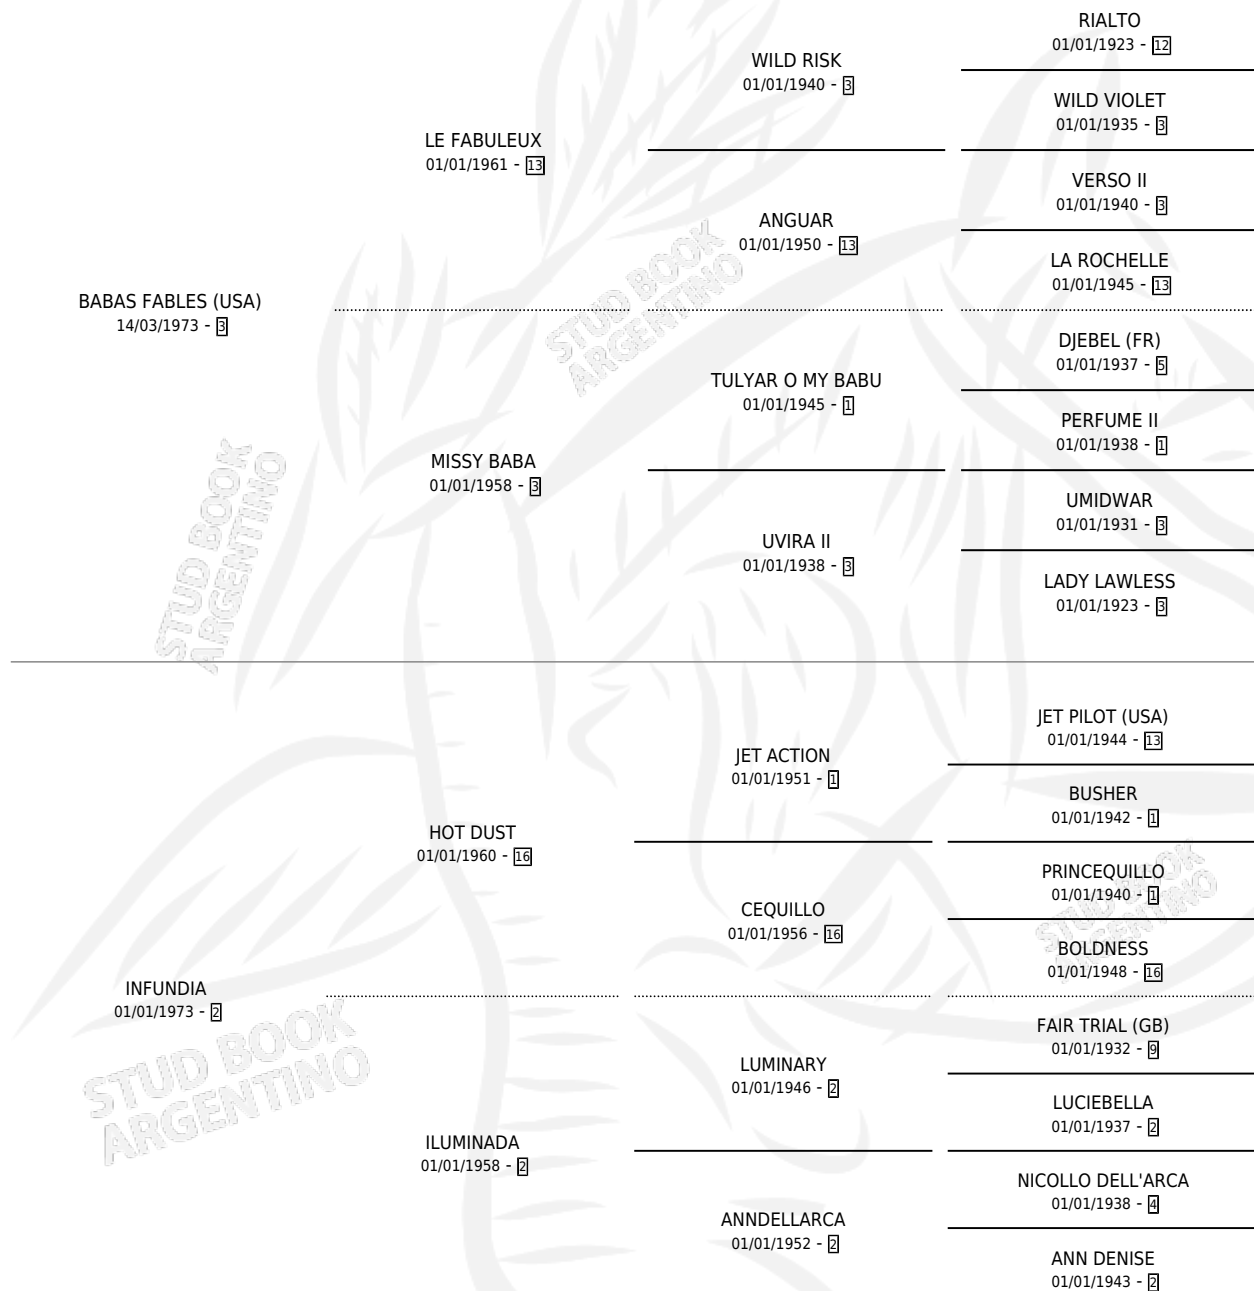 RIALTO
01/01/1923 - 12
WILD RISK
01/01/1940 - 3
WILD VIOLET
01/01/1935 - 3
LE FABULEUX
01/01/1961 - 13
VERSO II
01/01/1940 - 3
ANGUAR
01/01/1950 - 13
LA ROCHELLE
01/01/1945 - 13
BABAS FABLES (USA)
14/03/1973 - 3
DJEBEL (FR)
01/01/1937 - 5
TULYAR O MY BABU
01/01/1945 - 1
PERFUME II
01/01/1938 - 1
MISSY BABA
01/01/1958 - 3
UMIDWAR
01/01/1931 - 3
UVIRA II
01/01/1938 - 3
LADY LAWLESS
01/01/1923 - 3
JET PILOT (USA)
01/01/1944 - 13
JET ACTION
01/01/1951 - 1
BUSHER
01/01/1942 - 1
HOT DUST
01/01/1960 - 16
PRINCEQUILLO
01/01/1940 - 1
CEQUILLO
01/01/1956 - 16
BOLDNESS
01/01/1948 - 16
INFUNDIA
01/01/1973 - 2
FAIR TRIAL (GB)
01/01/1932 - 9
LUMINARY
01/01/1946 - 2
LUCIEBELLA
01/01/1937 - 2
ILUMINADA
01/01/1958 - 2
NICOLLO DELL'ARCA
01/01/1938 - 4
ANNDELLARCA
01/01/1952 - 2
ANN DENISE
01/01/1943 - 2
STUD BOOK
ARGENTINO
STUD BOOK
ARGENTINO
STUD BOOK
ARGENTINO
STUD BOOK
ARGENTINO